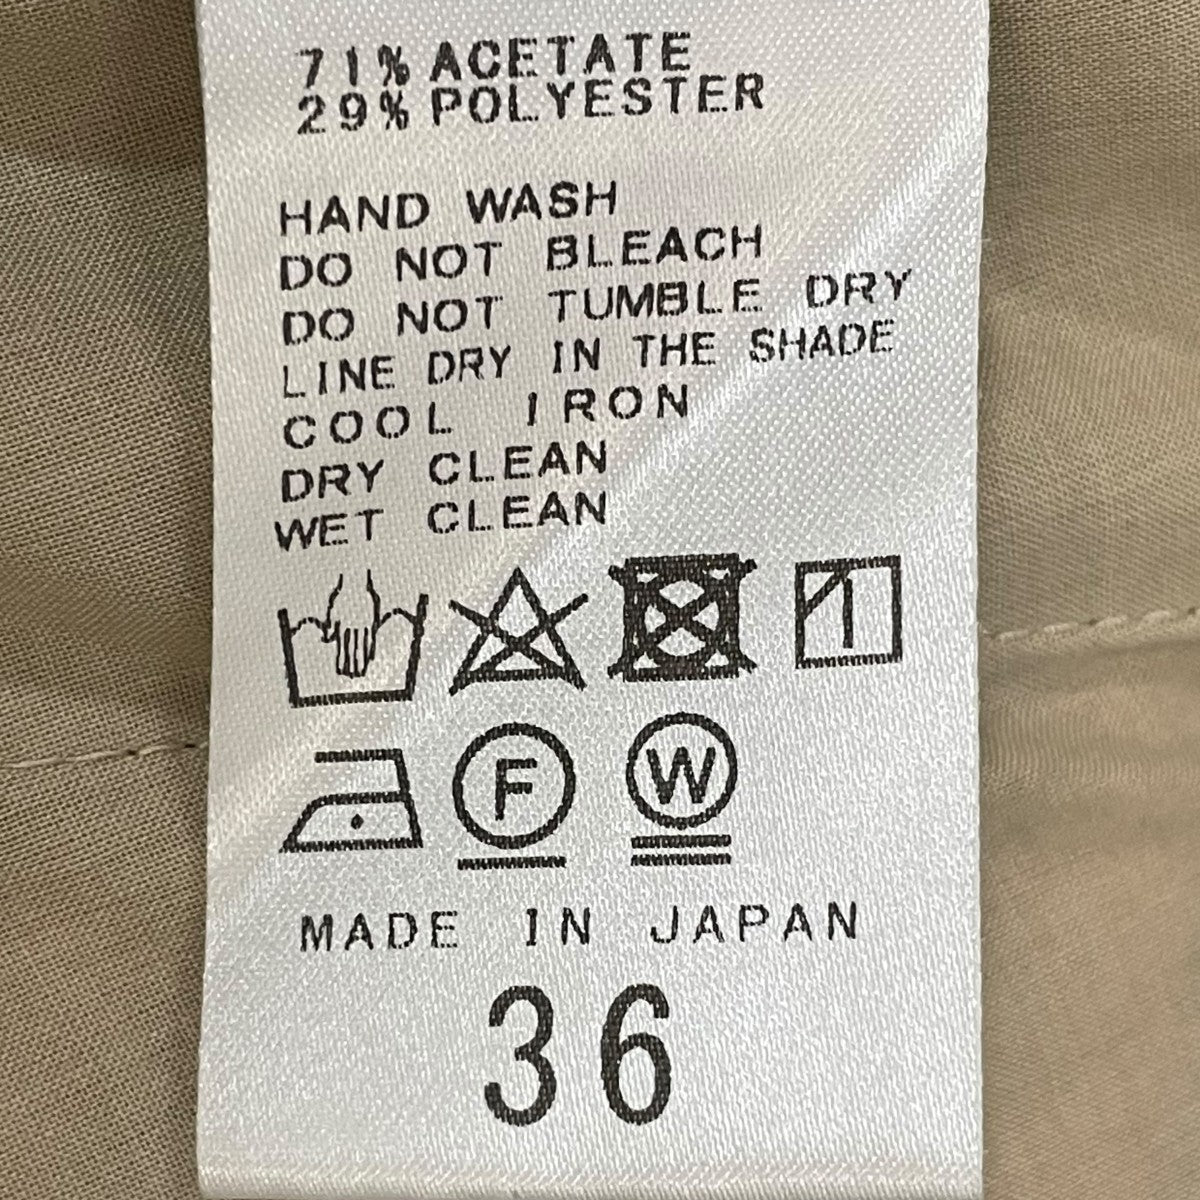 71% ACETATE
29% POLYESTER
HAND WASH
DO NOT BLEACH
DO NOT TUMBLE DRY
LINE DRY IN THE SHADE
COOL IRON
DRY CLEAN
WET CLEAN
F W
MADE IN JAPAN
36